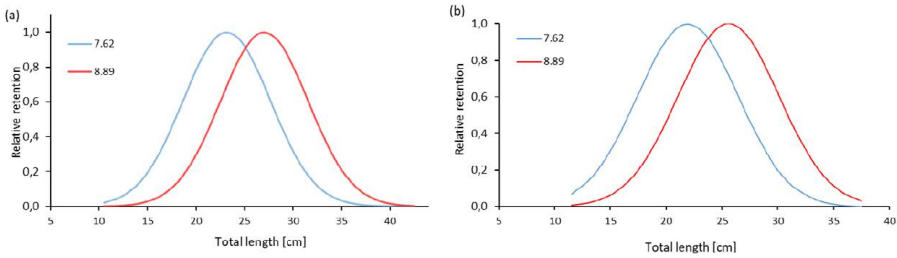 (a)
1,0
0,8
0,6
0,4
0,2
0,0
Relative retention
7.62
8.89
5 10 15 20 25 30 35 40
Total length [cm]
(b)
1,0
0,8
0,6
0,4
0,2
0,0
Relative retention
7.62
8.89
5 10 15 20 25 30 35 40
Total length [cm]